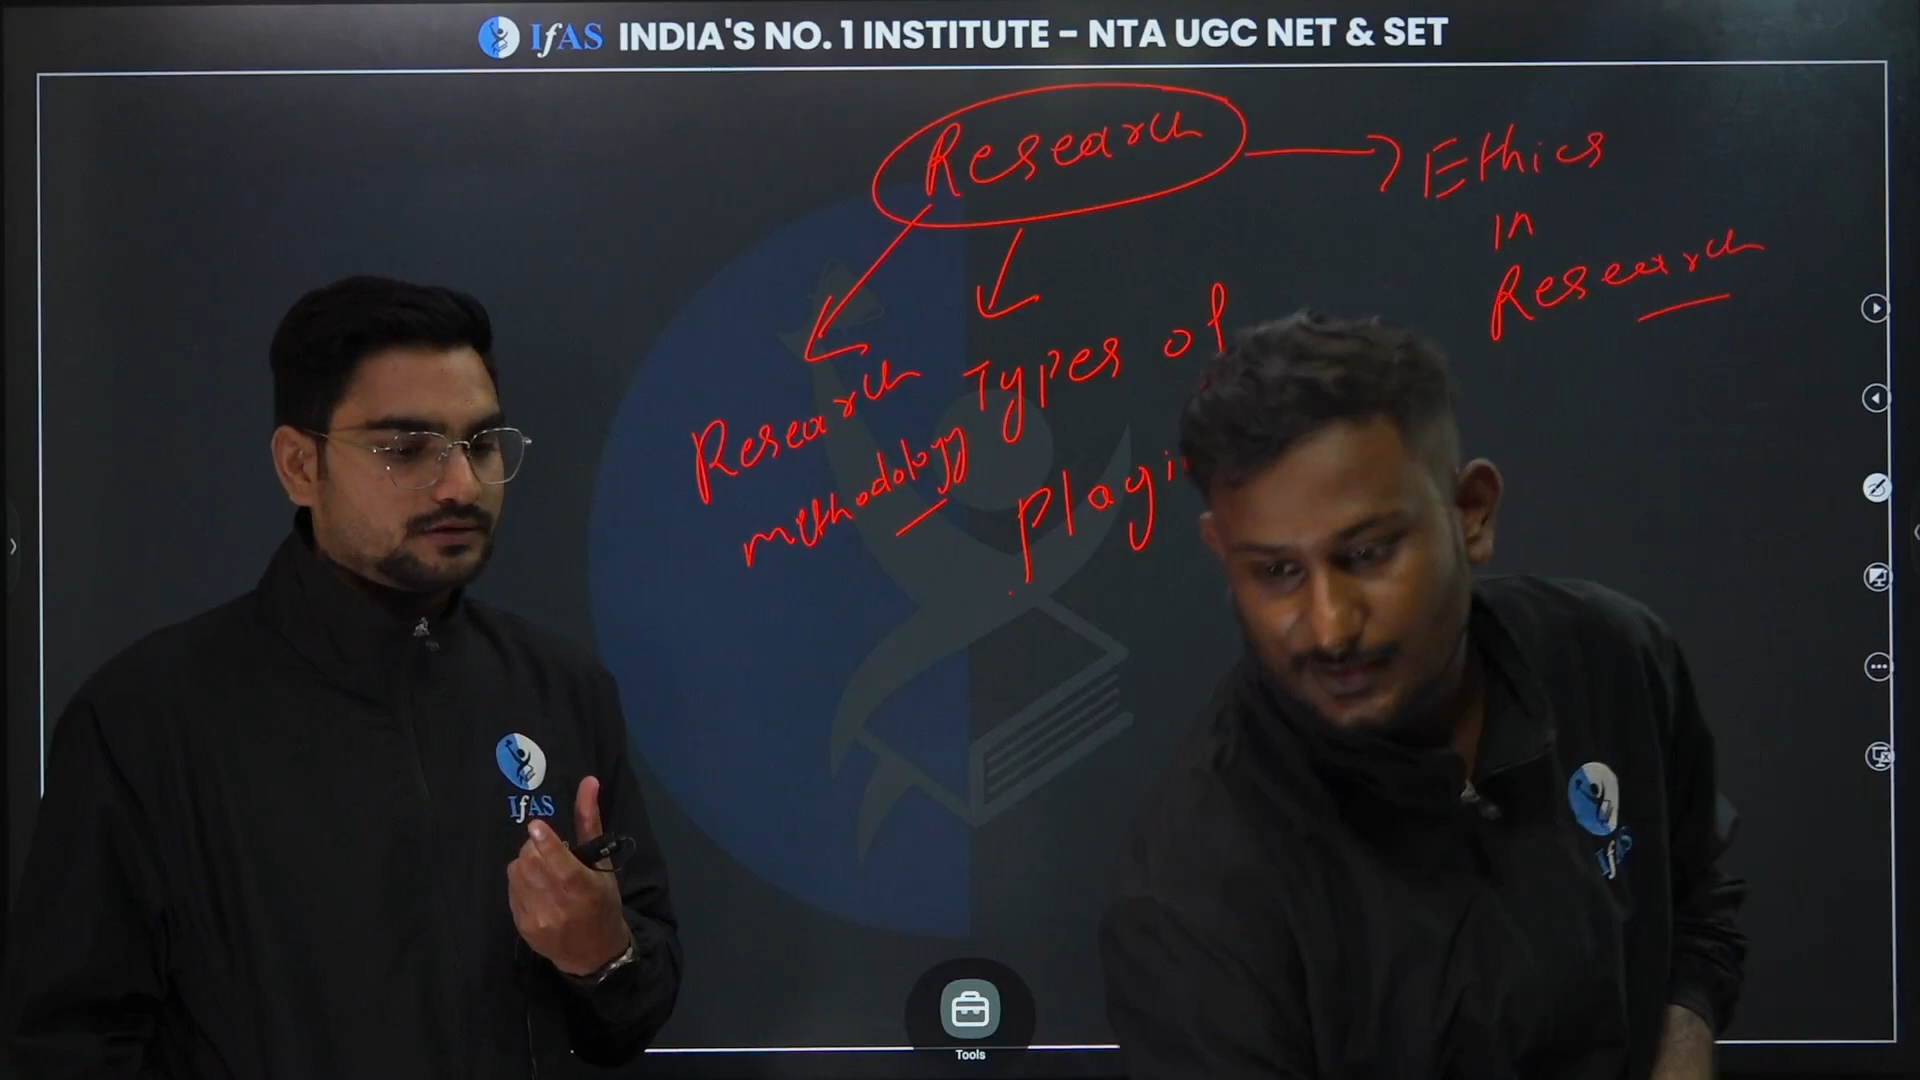 IfAS INDIA'S NO. 1 INSTITUTE - NTA UGC NET & SET
Research
Ethics
in
Research
Research
methodology
Types of
Plagi
IfAS
IfAS
Tools